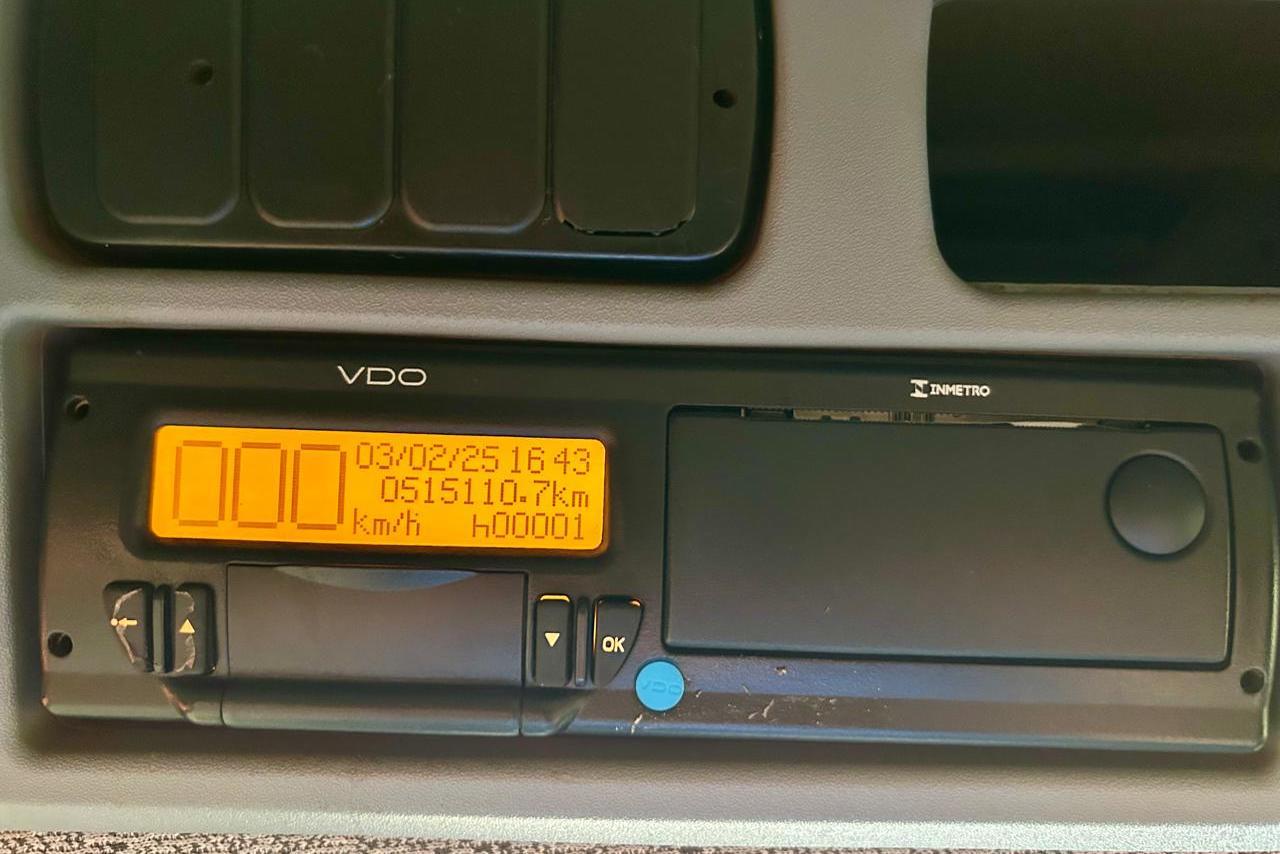 VDO
INMETRO
000
03/02/25 16 43
0515110.7km
km/h h00001
OK
VDO